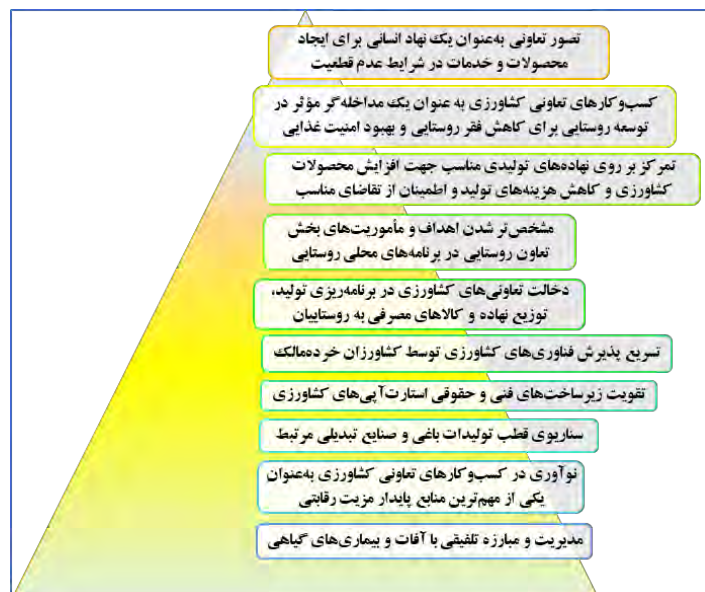 تصور تعاونی به‌عنوان یک نهاد انسانی برای ایجاد
محصولات و خدمات در شرایط عدم قطعیت
کسب‌وکارهای تعاونی کشاورزی به عنوان یک مداخله‌گر مؤثر در
توسعه روستایی برای کاهش فقر روستایی و بهبود امنیت غذایی
تمرکز بر روی نهاده‌های تولیدی مناسب جهت افزایش محصولات
کشاورزی و کاهش هزینه‌های تولید و اطمینان از تقاضای مناسب
مشخص‌تر شدن اهداف و مأموریت‌های بخش
تعاون روستایی در برنامه‌های محلی روستایی
دخالت تعاونی‌های کشاورزی در برنامه‌ریزی تولید،
توزیع نهاده و کالاهای مصرفی به روستاییان
تسریع پذیرش فناوری‌های کشاورزی توسط کشاورزان خرده‌مالک
تقویت زیرساخت‌های فنی و حقوقی استارت‌آپی‌های کشاورزی
سناریوی قطب تولیدات باغی و صنایع تبدیلی مرتبط
نوآوری در کسب‌وکارهای تعاونی کشاورزی به‌عنوان
یکی از مهم‌ترین منابع پایدار مزیت رقابتی
مدیریت و مبارزه تلفیقی با آفات و بیماری‌های گیاهی